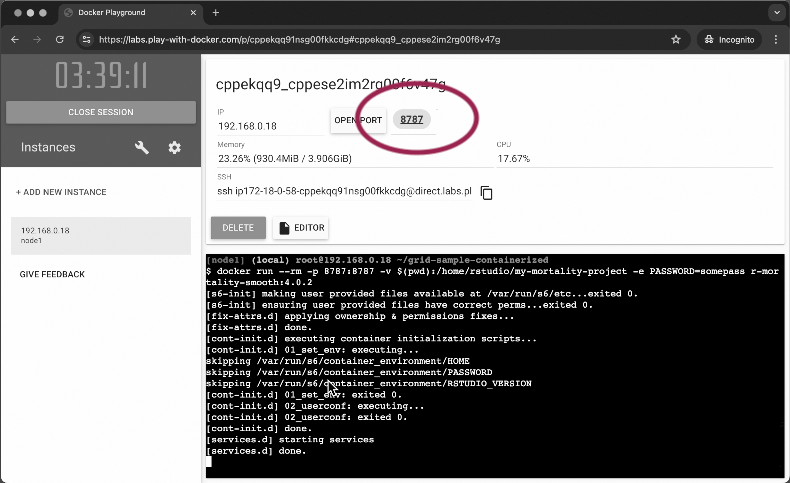 Docker Playground
https://labs.play-with-docker.com/p/cppekqq91nsg00fkkcdg#cppekqq9_cppese2im2rg00f6v47g
Incognito
03:39:11
CLOSE SESSION
Instances
+ ADD NEW INSTANCE
192.168.0.18
node1
GIVE FEEDBACK
cppekqq9_cppese2im2rg00f6v47g
IP
192.168.0.18
OPEN PORT
8787
Memory
23.26% (930.4MiB / 3.906GiB)
CPU
17.67%
SSH
ssh ip172-18-0-58-cppekqq91nsg00fkkcdg@direct.labs.pl
DELETE
EDITOR
[node1] (local) root@192.168.0.18 ~/grid-sample-containerized
$ docker run --rm -p 8787:8787 -v $(pwd):/home/rstudio/my-mortality-project -e PASSWORD=somepass r-mor
tality-smooth:4.0.2
[s6-init] making user provided files available at /var/run/s6/etc...exited 0.
[s6-init] ensuring user provided files have correct perms...exited 0.
[fix-attrs.d] applying ownership & permissions fixes...
[fix-attrs.d] done.
[cont-init.d] executing container initialization scripts...
[cont-init.d] 01_set_env: executing...
skipping /var/run/s6/container_environment/HOME
skipping /var/run/s6/container_environment/PASSWORD
skipping /var/run/s6/container_environment/RSTUDIO_VERSION
[cont-init.d] 01_set_env: exited 0.
[cont-init.d] 02_userconf: executing...
[cont-init.d] 02_userconf: exited 0.
[cont-init.d] done.
[services.d] starting services
[services.d] done.